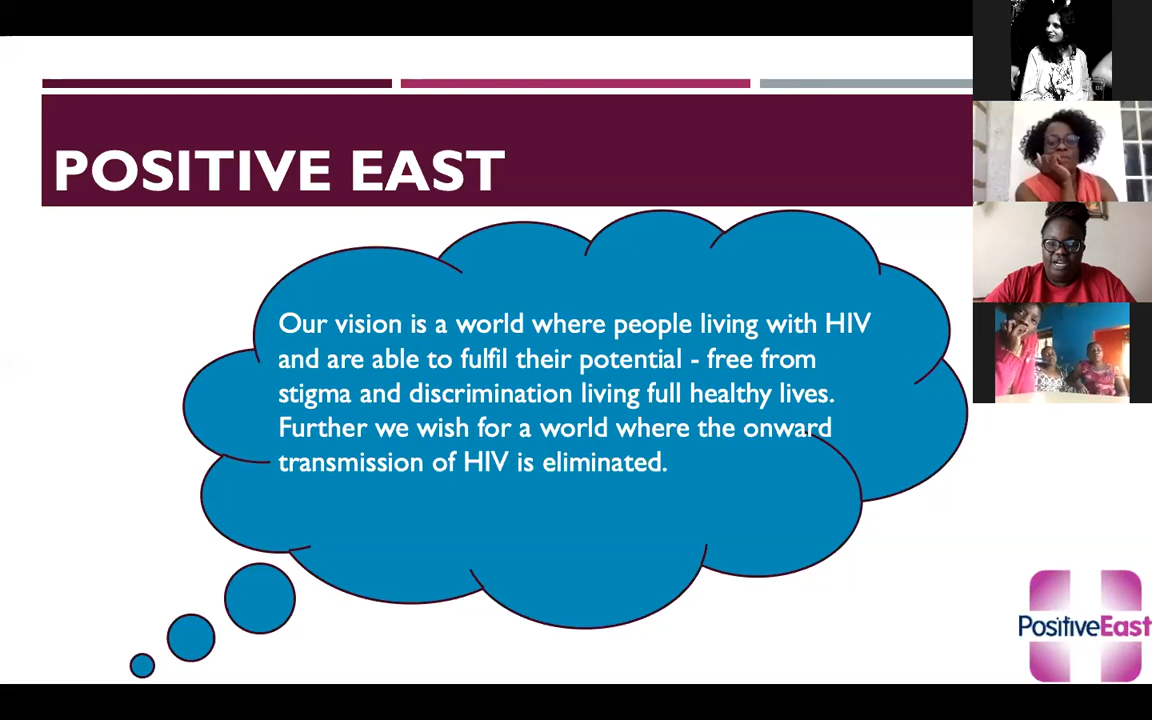 POSITIVE EAST
Our vision is a world where people living with HIV
and are able to fulfil their potential - free from
stigma and discrimination living full healthy lives.
Further we wish for a world where the onward
transmission of HIV is eliminated.
PositiveEast